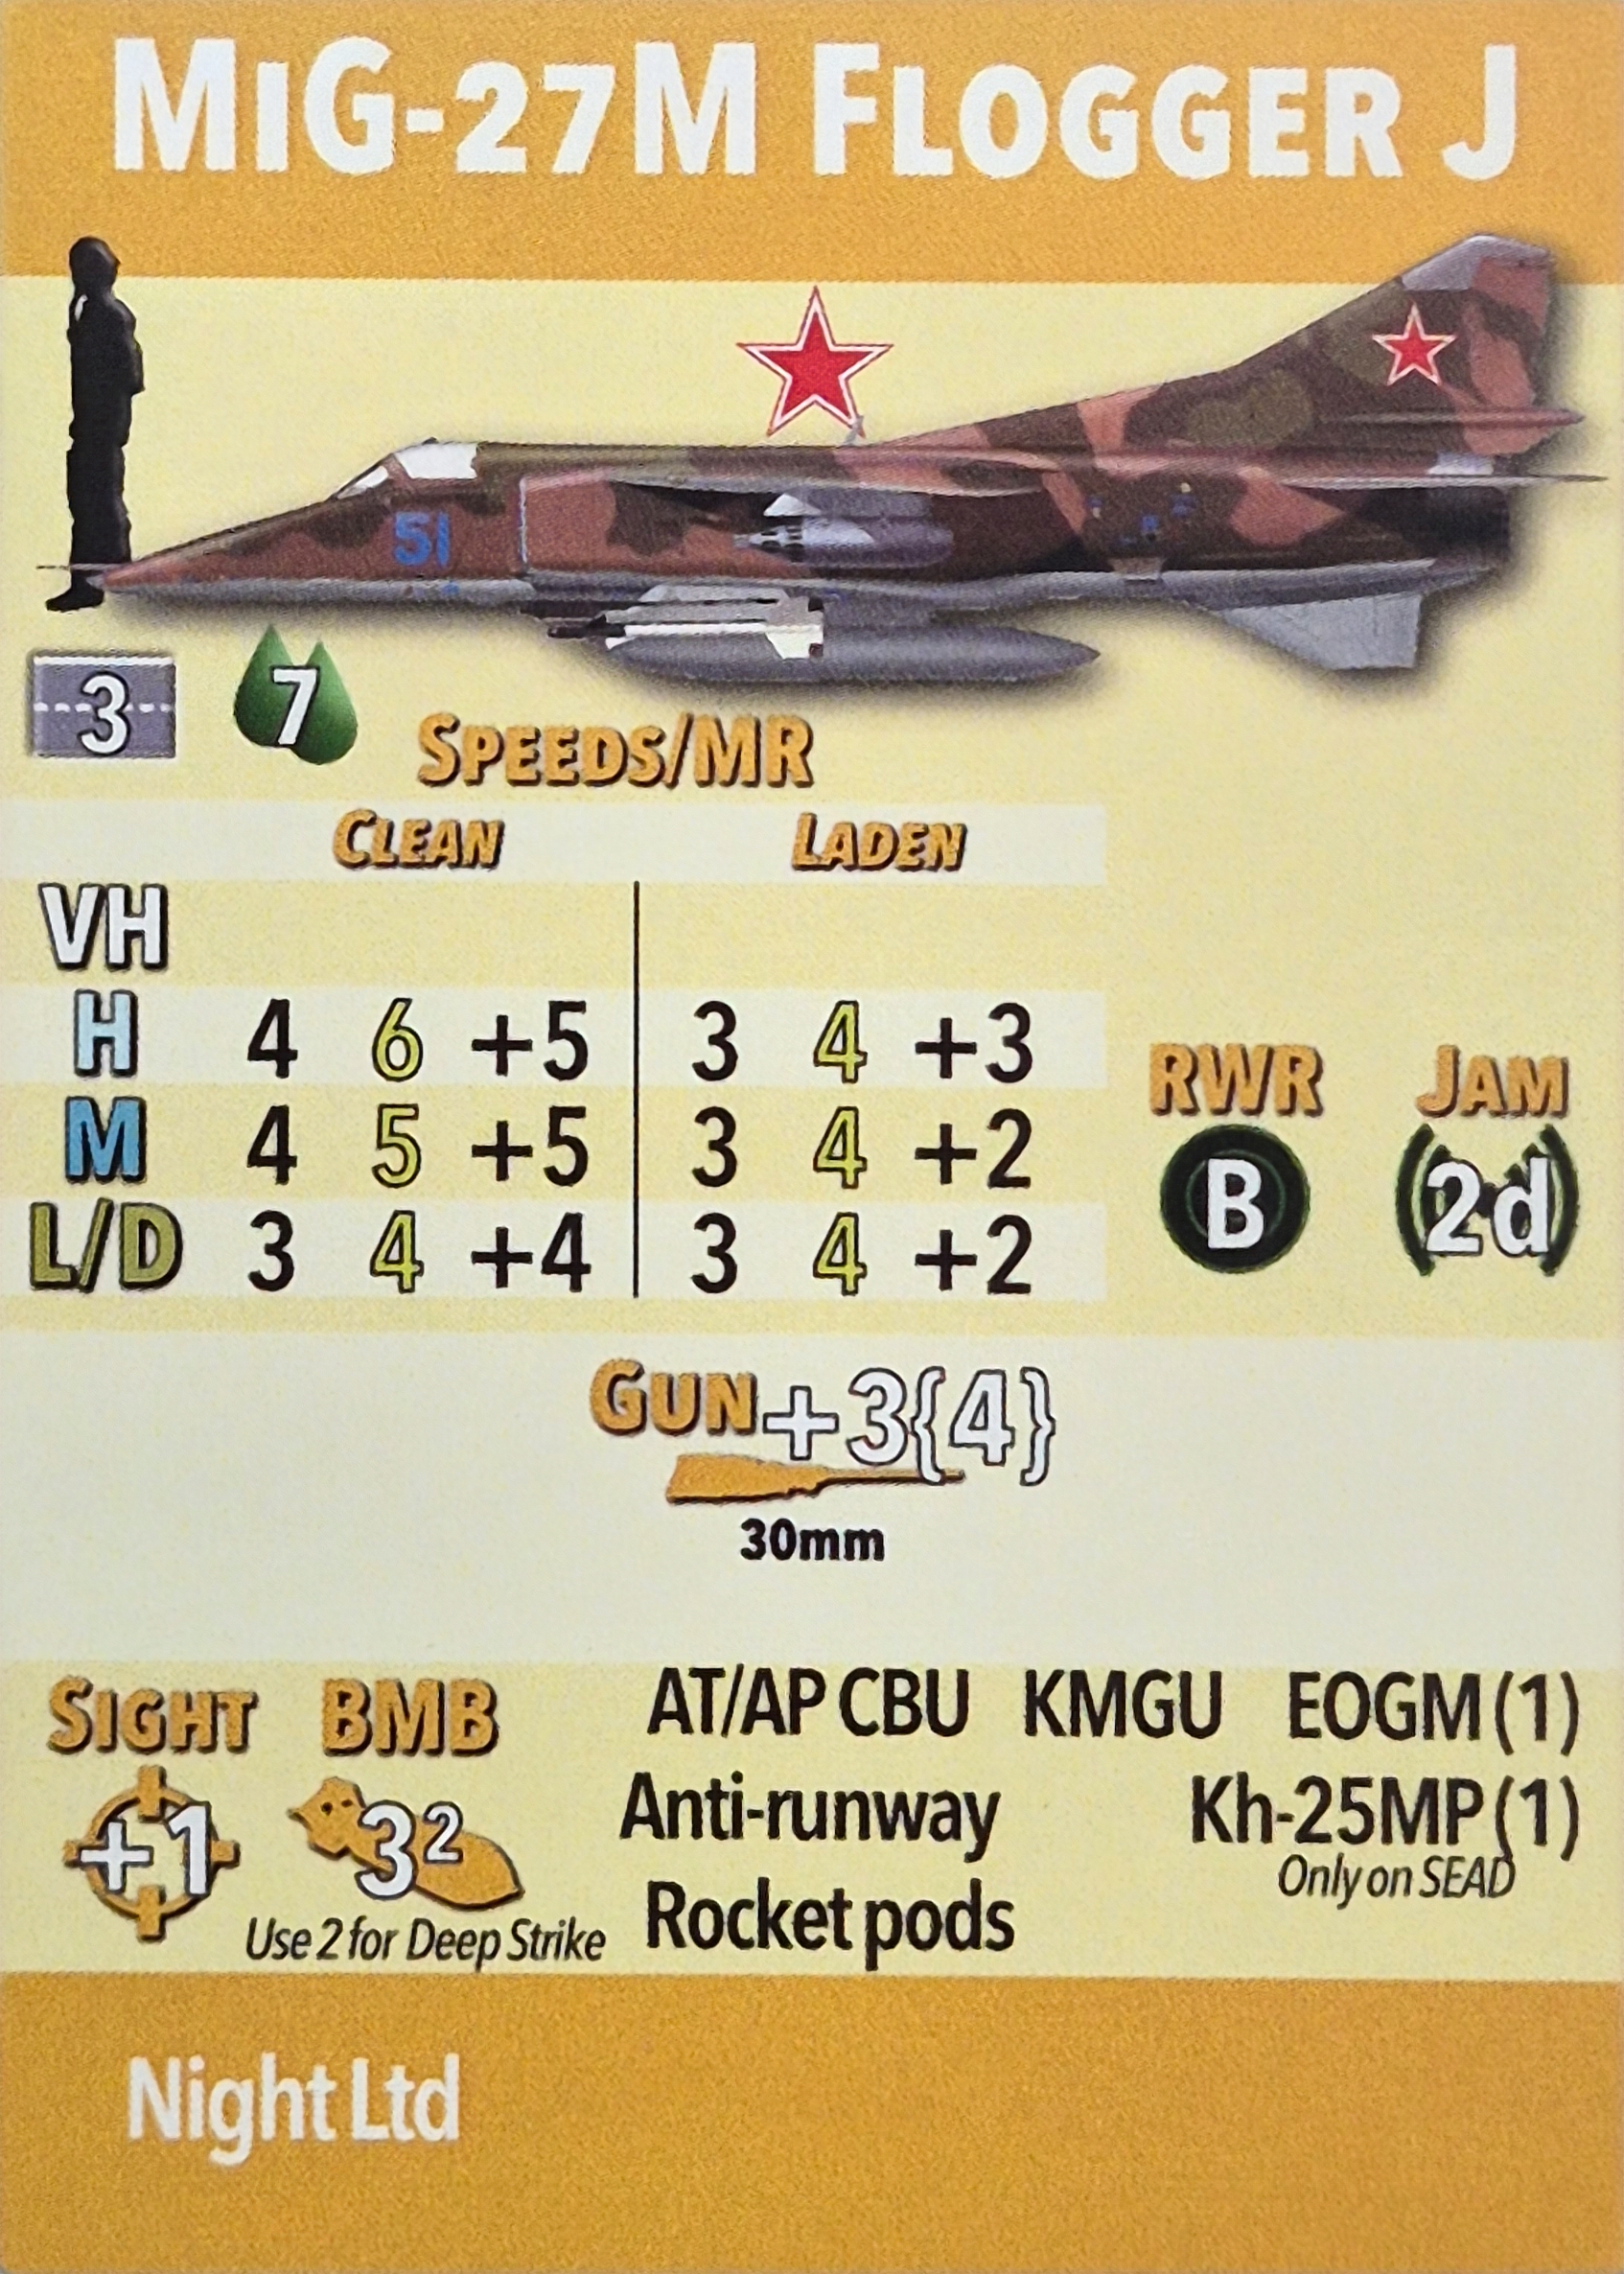 MiG-27M Flogger J
51
3 7
Speeds/MR
Clean Laden
VH
H 4 6 +5 3 4 +3
M 4 5 +5 3 4 +2
L/D 3 4 +4 3 4 +2
RWR Jam
B 2d
Gun +3{4}
30mm
Sight BMB
+1 3²
Use 2 for Deep Strike
AT/AP CBU KMGU EOGM (1)
Anti-runway Kh-25MP (1)
Only on SEAD
Rocket pods
Night Ltd